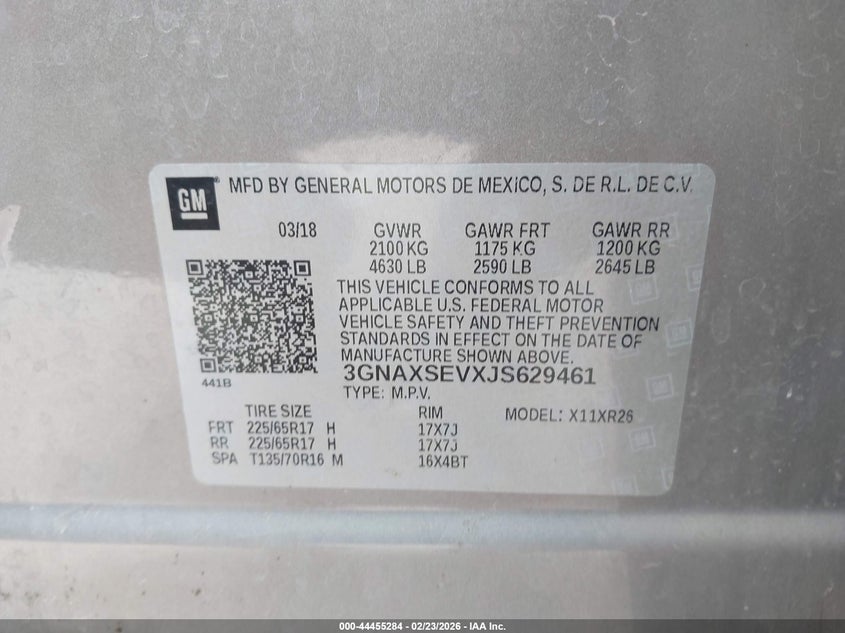 GM
MFD BY GENERAL MOTORS DE MEXICO, S. DE R.L. DE C.V.
03/18 GVWR GAWR FRT GAWR RR
2100 KG 1175 KG 1200 KG
4630 LB 2590 LB 2645 LB
THIS VEHICLE CONFORMS TO ALL
APPLICABLE U.S. FEDERAL MOTOR
VEHICLE SAFETY AND THEFT PREVENTION
STANDARDS IN EFFECT ON THE DATE OF
MANUFACTURE SHOWN ABOVE.
441B
3GNAXSEVXJS629461
TYPE: M.P.V.
TIRE SIZE RIM MODEL: X11XR26
FRT 225/65R17 H 17X7J
RR 225/65R17 H 17X7J
SPA T135/70R16 M 16X4BT
000-44455284 - 02/23/2026 - IAA Inc.